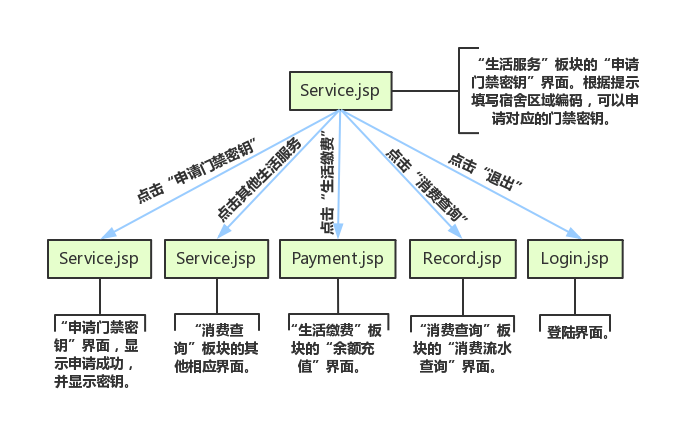 Service.jsp
“生活服务”板块的“申请
门禁密钥”界面。根据提示
填写宿舍区域编码，可以申
请对应的门禁密钥。
点击“申请门禁密钥”
点击其他生活服务
点击“生活缴费”
点击“消费查询”
点击“退出”
Service.jsp
Service.jsp
Payment.jsp
Record.jsp
Login.jsp
“申请门禁密
钥”界面，显
示申请成功，
并显示密钥。
“消费查
询”板块的其
他相应界面。
“生活缴费”板
块的“余额充
值”界面。
“消费查询”板
块的“消费流水
查询”界面。
登陆界面。